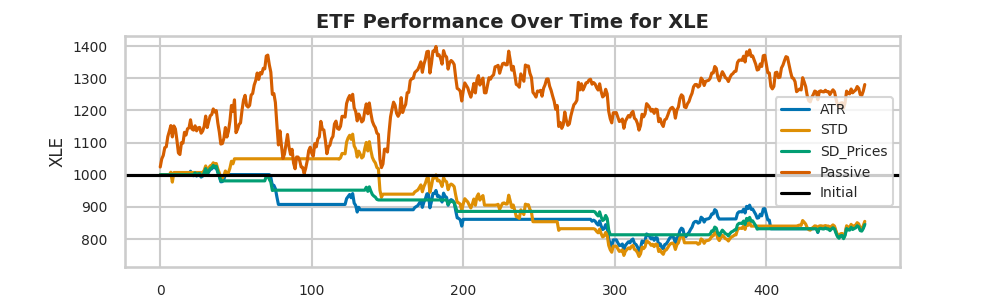 ETF Performance Over Time for XLE
XLE
1400
1300
1200
1100
1000
900
800
0
100
200
300
400
ATR
STD
SD_Prices
Passive
Initial